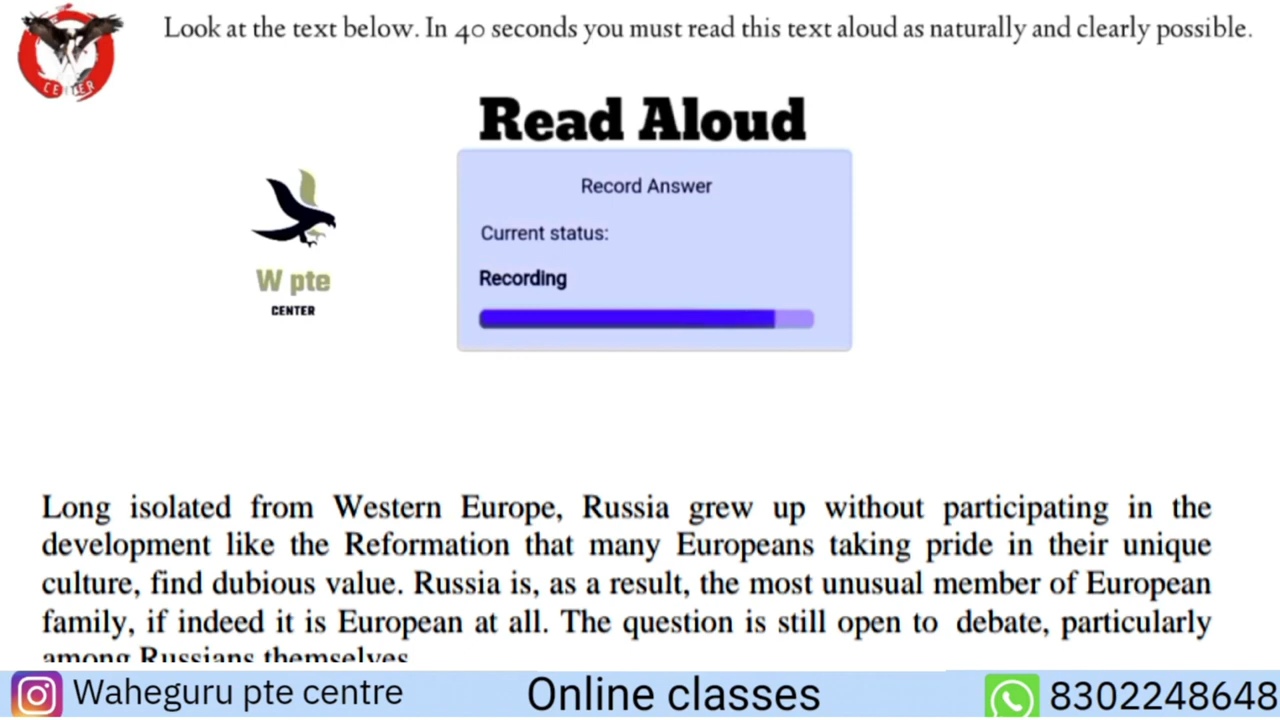 Look at the text below. In 40 seconds you must read this text aloud as naturally and clearly possible.
CENTER
Read Aloud
Record Answer
Current status:
Recording
W pte
CENTER
Long isolated from Western Europe, Russia grew up without participating in the
development like the Reformation that many Europeans taking pride in their unique
culture, find dubious value. Russia is, as a result, the most unusual member of European
family, if indeed it is European at all. The question is still open to debate, particularly
among Russians themselves
Waheguru pte centre
Online classes
8302248648